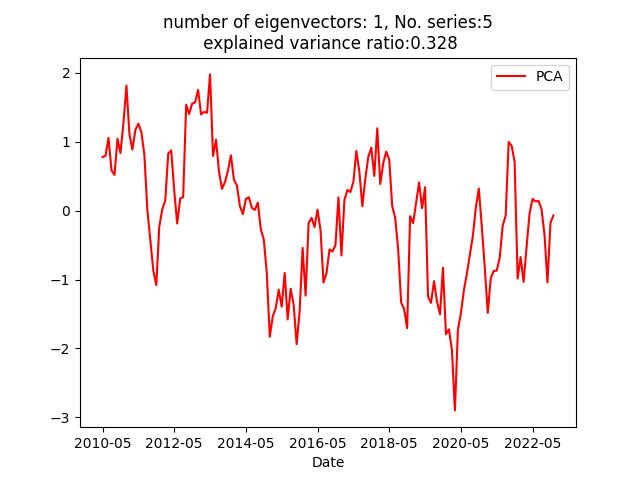 number of eigenvectors: 1, No. series:5
explained variance ratio:0.328
PCA
2
1
0
−1
−2
−3
2010-05 2012-05 2014-05 2016-05 2018-05 2020-05 2022-05
Date